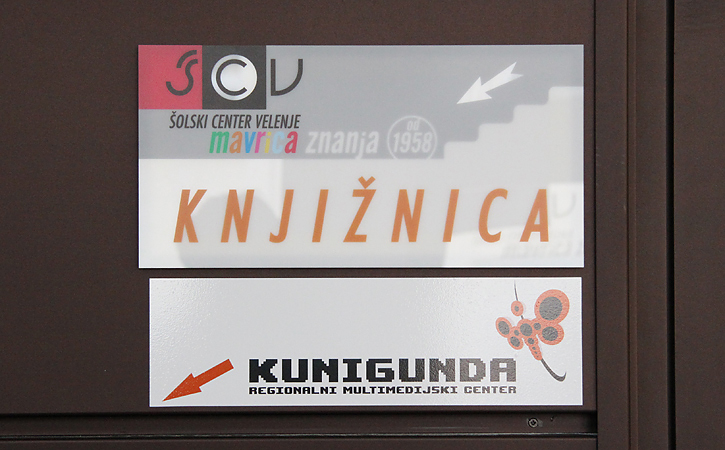 ŠCV
ŠOLSKI CENTER VELENJE
mavrica znanja OD 1958
KNJIŽNICA
KUNIGUNDA
REGIONALNI MULTIMEDIJSKI CENTER